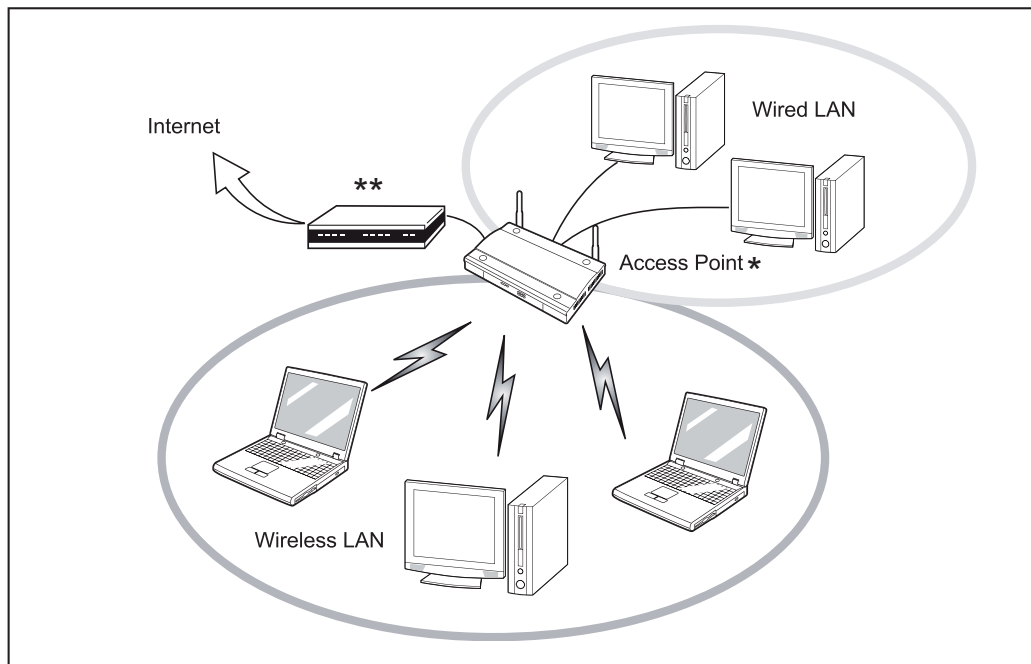 Internet
**
Wired LAN
Access Point*
Wireless LAN